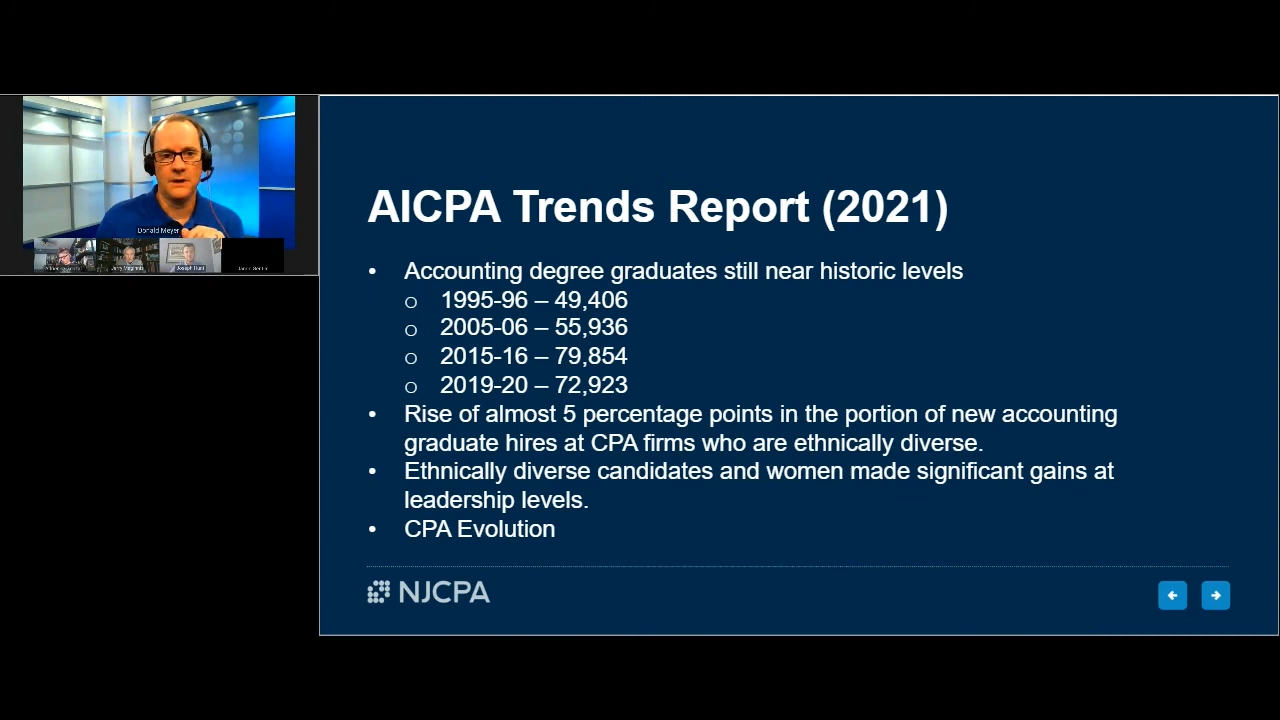 Donald Meyer
Joseph Hunt
AICPA Trends Report (2021)
• Accounting degree graduates still near historic levels
o 1995-96 – 49,406
o 2005-06 – 55,936
o 2015-16 – 79,854
o 2019-20 – 72,923
• Rise of almost 5 percentage points in the portion of new accounting
graduate hires at CPA firms who are ethnically diverse.
• Ethnically diverse candidates and women made significant gains at
leadership levels.
• CPA Evolution
NJCPA